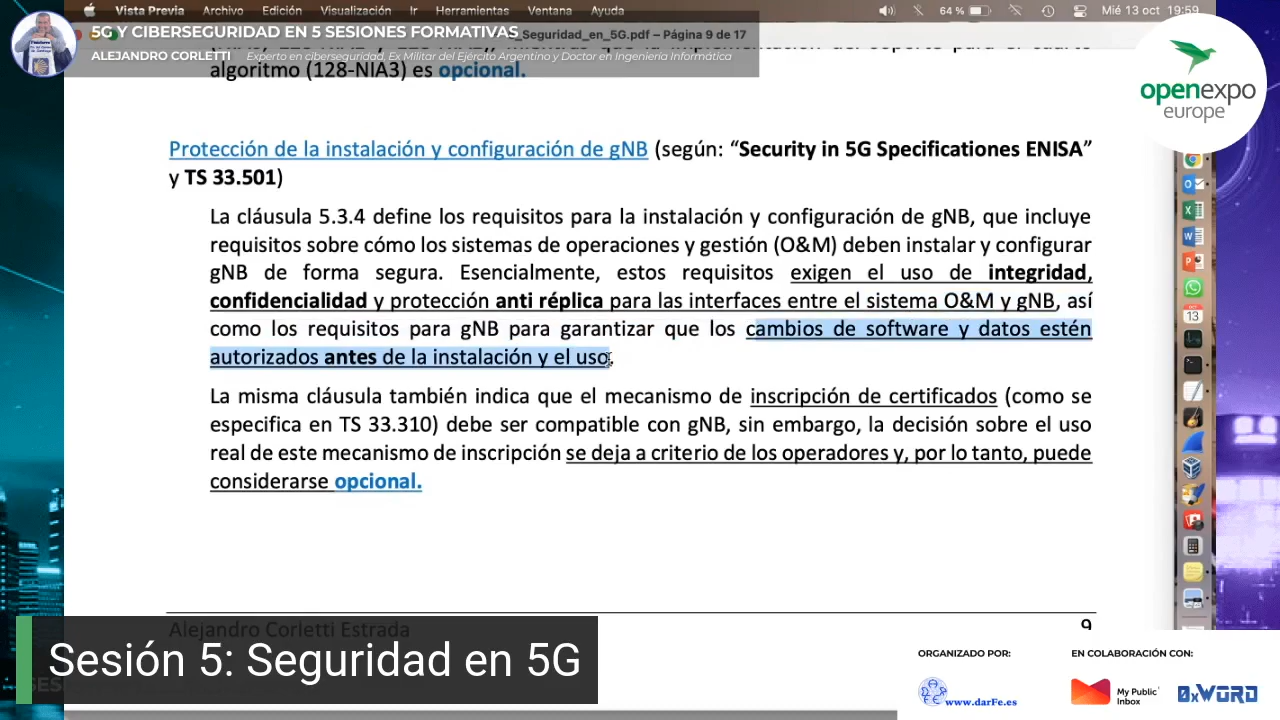 Vista Previa Archivo Edición Visualización Ir Herramientas Ventana Ayuda 64 % Mié 13 oct 19:59
5G Y CIBERSEGURIDAD EN 5 SESIONES FORMATIVAS
_Seguridad_en_5G.pdf – Página 9 de 17
ALEJANDRO CORLETTI Experto en ciberseguridad, Ex Militar del Ejército Argentino y Doctor en Ingeniería Informática
algoritmo (128-NIA3) es opcional.
openexpo
europe
Protección de la instalación y configuración de gNB (según: “Security in 5G Specificationes ENISA”
y TS 33.501)
La cláusula 5.3.4 define los requisitos para la instalación y configuración de gNB, que incluye
requisitos sobre cómo los sistemas de operaciones y gestión (O&M) deben instalar y configurar
gNB de forma segura. Esencialmente, estos requisitos exigen el uso de integridad,
confidencialidad y protección anti réplica para las interfaces entre el sistema O&M y gNB, así
como los requisitos para gNB para garantizar que los cambios de software y datos estén
autorizados antes de la instalación y el uso.
La misma cláusula también indica que el mecanismo de inscripción de certificados (como se
especifica en TS 33.310) debe ser compatible con gNB, sin embargo, la decisión sobre el uso
real de este mecanismo de inscripción se deja a criterio de los operadores y, por lo tanto, puede
considerarse opcional.
13
Alejandro Corletti Estrada 9
Sesión 5: Seguridad en 5G
ORGANIZADO POR:
www.darFe.es
EN COLABORACIÓN CON:
My Public
Inbox
0xWORD